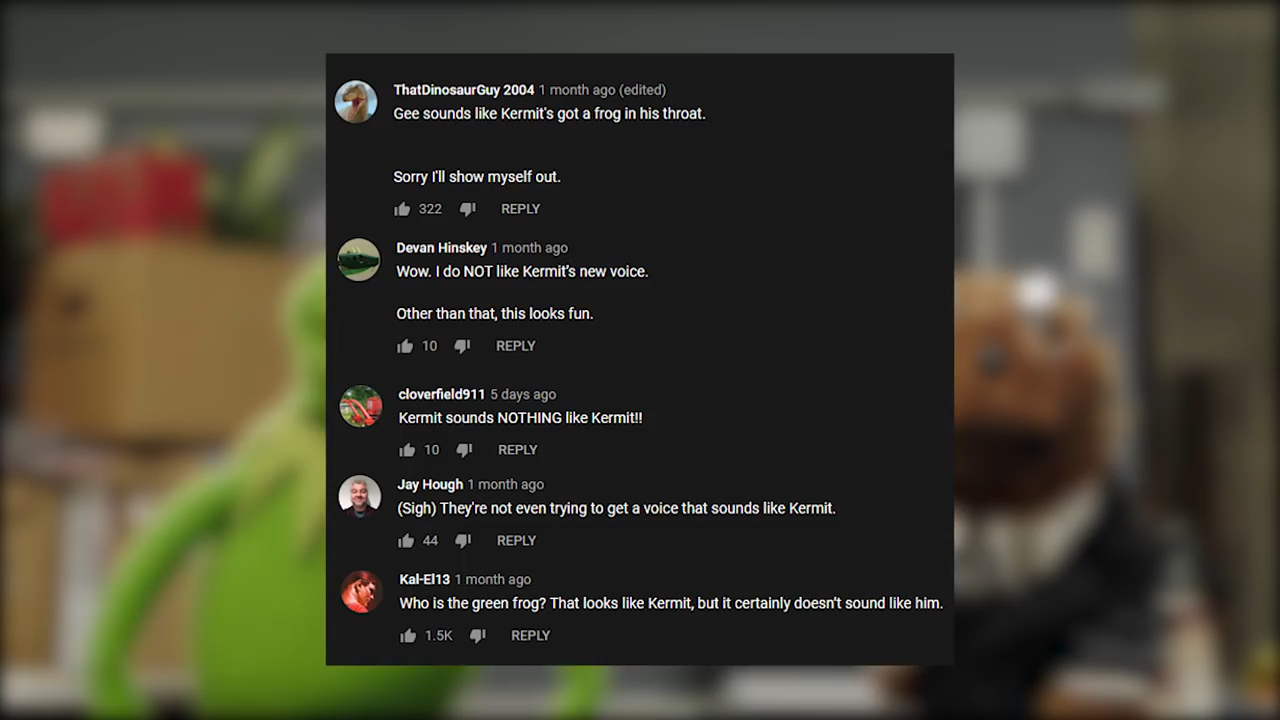 ThatDinosaurGuy 2004 1 month ago (edited)
Gee sounds like Kermit's got a frog in his throat.
Sorry I'll show myself out.
322 REPLY
Devan Hinskey 1 month ago
Wow. I do NOT like Kermit's new voice.
Other than that, this looks fun.
10 REPLY
cloverfield911 5 days ago
Kermit sounds NOTHING like Kermit!!
10 REPLY
Jay Hough 1 month ago
(Sigh) They're not even trying to get a voice that sounds like Kermit.
44 REPLY
Kal-El13 1 month ago
Who is the green frog? That looks like Kermit, but it certainly doesn't sound like him.
1.5K REPLY